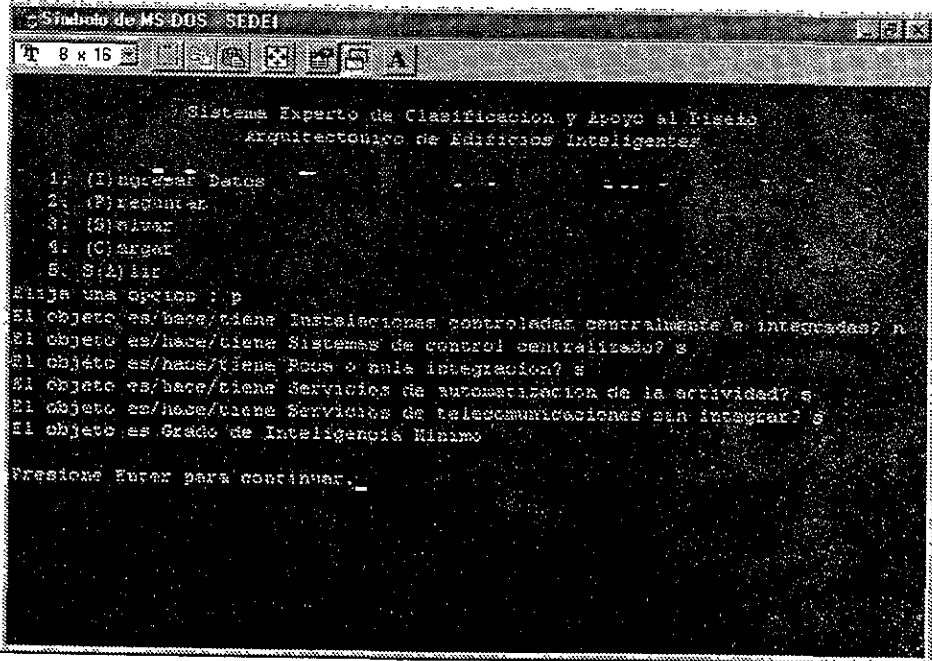 Símbolo de MS-DOS - SEDEI
8 x 16
A
Sistema Experto de Clasificacion y Apoyo al Diseño
Arquitectonico de Edificios Inteligentes
1. (I)ngresar Datos
2. (P)reguntar
3. (S)alvar
4. (C)argar
5. S(a)lir
Elija una opcion : p
El objeto es/hace/tiene Instalaciones controladas centralmente e integradas? n
El objeto es/hace/tiene Sistemas de control centralizado? s
El objeto es/hace/tiene Poca o nula integracion? s
El objeto es/hace/tiene Servicios de automatizacion de la actividad? s
El objeto es/hace/tiene Servicios de telecomunicaciones sin integrar? s
El objeto es Grado de Inteligencia Minimo
Presione Enter para continuar.